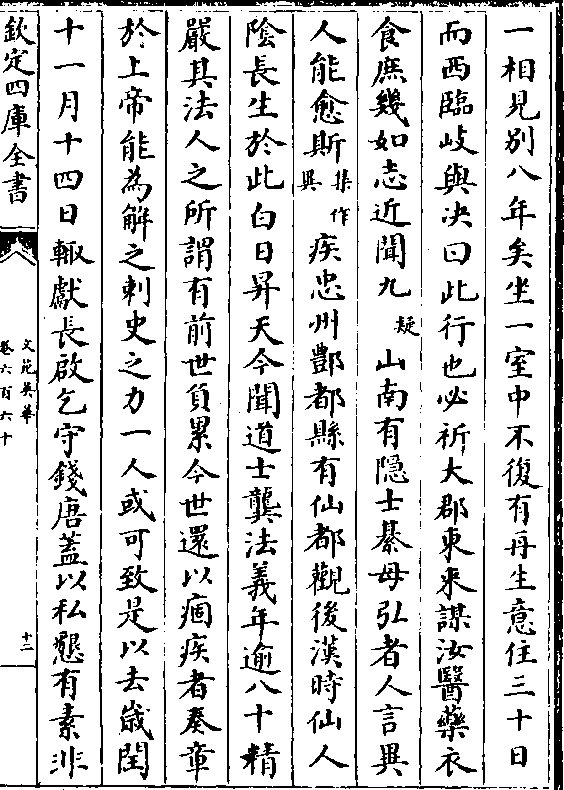 一相見別八年矣坐一室中不復有再生意住三十日
而西臨歧與決曰此行也必祈大郡東來謀汝醫藥衣
食庶幾如志近聞九疑山南有隠士綦毋弘者人言異
人能愈斯集作異疾忠州酆都縣有仙都觀後漢時仙人
陰長生於此白日昇天今聞道士龔法義年逾八十精
嚴其法人之所謂有前世負累今世還以痼疾者奏章
於上帝能為解之刺史之力一人或可致是以去嵗閏
十一月十四日輙獻長啟乞守錢唐蓋以私懇有素非
欽定四庫全書
文苑英華
卷六百六十
十二